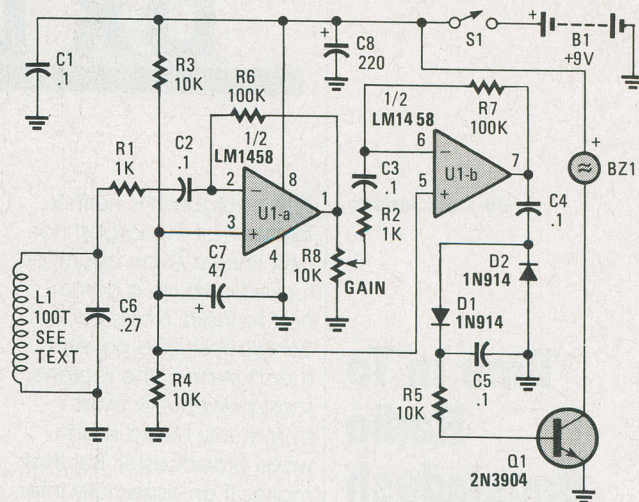 C1
.1
R3
10K
+
C8
220
S1
B1
+9V
R6
100K
1/2
LM1458
R1
1K
C2
.1
2
−
8
U1-a
1
3
+
4
C7
47
+
R8
10K
GAIN
1/2
LM1458
R7
100K
6
−
C3
.1
7
U1-b
5
+
R2
1K
C4
.1
+
BZ1
L1
100T
SEE
TEXT
C6
.27
D2
1N914
D1
1N914
R4
10K
R5
10K
C5
.1
Q1
2N3904